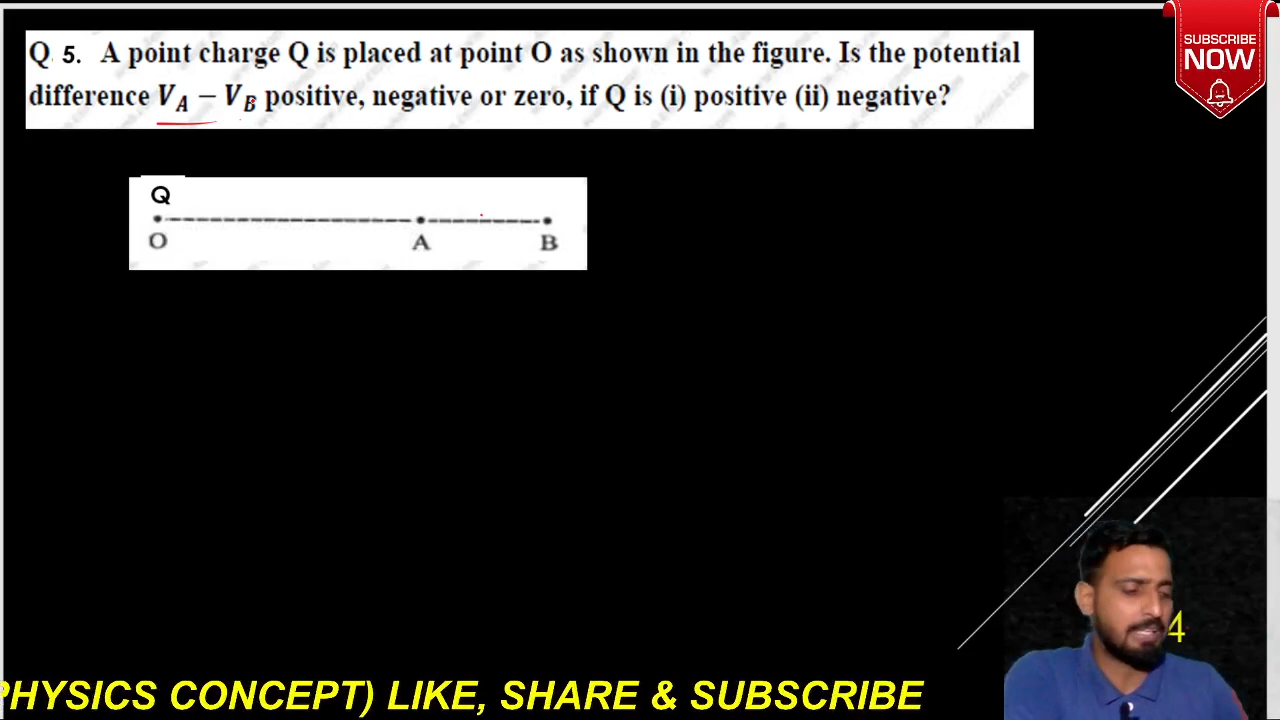 SUBSCRIBE
NOW
Q 5. A point charge Q is placed at point O as shown in the figure. Is the potential
difference V_A − V_B positive, negative or zero, if Q is (i) positive (ii) negative?
Q
O A B
4
PHYSICS CONCEPT) LIKE, SHARE & SUBSCRIBE